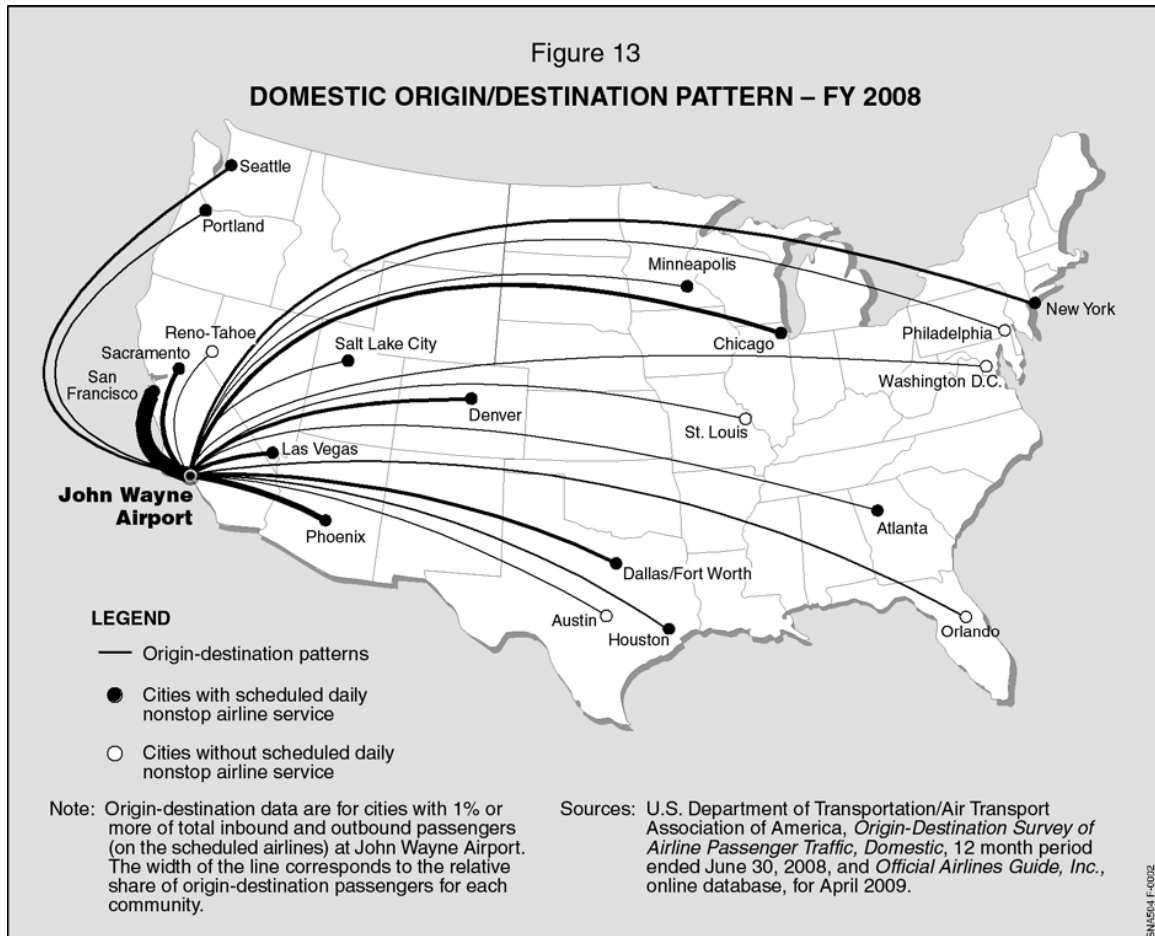 Figure 13
DOMESTIC ORIGIN/DESTINATION PATTERN – FY 2008
Seattle
Portland
Minneapolis
New York
Reno-Tahoe
Philadelphia
Sacramento
Salt Lake City
Chicago
San
Francisco
Washington D.C.
Denver
St. Louis
Las Vegas
John Wayne
Airport
Phoenix
Atlanta
Dallas/Fort Worth
Austin
Houston
Orlando
LEGEND
Origin-destination patterns
Cities with scheduled daily
nonstop airline service
Cities without scheduled daily
nonstop airline service
Note: Origin-destination data are for cities with 1% or
more of total inbound and outbound passengers
(on the scheduled airlines) at John Wayne Airport.
The width of the line corresponds to the relative
share of origin-destination passengers for each
community.
Sources: U.S. Department of Transportation/Air Transport
Association of America, Origin-Destination Survey of
Airline Passenger Traffic, Domestic, 12 month period
ended June 30, 2008, and Official Airlines Guide, Inc.,
online database, for April 2009.
SNA504 F-0002